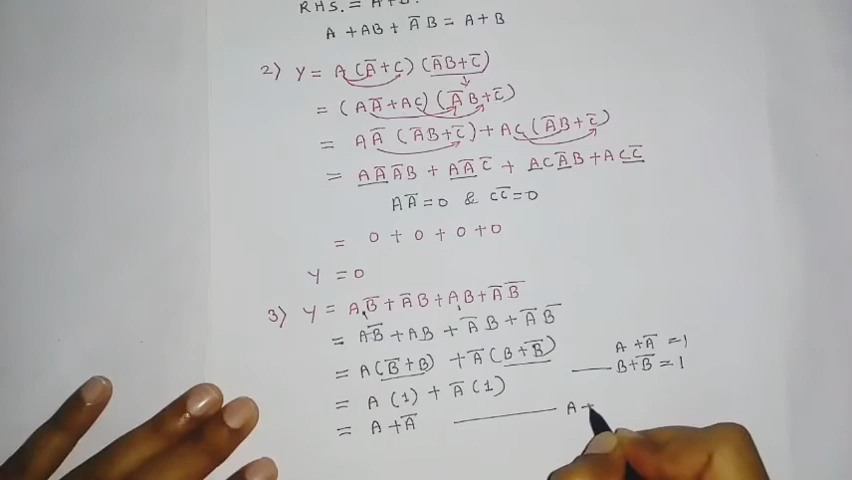 RHS. = A+B.
A + AB + A̅B = A+B
2) Y = A (A̅+C) (A̅B+C̅)
= (AA̅+AC) (A̅B+C̅)
= AA̅ (A̅B+C̅) + AC (A̅B+C̅)
= AA̅A̅B + AA̅C̅ + ACA̅B + ACC̅
AA̅=0 & CC̅=0
= 0 + 0 + 0 + 0
Y = 0
3) Y = AB̅ + A̅B + AB + A̅B̅
= AB̅ + AB + A̅B + A̅B̅
= A(B̅+B) + A̅(B+B̅)
A+A̅ =1
B+B̅ =1
= A (1) + A̅ (1)
= A+A̅ A+